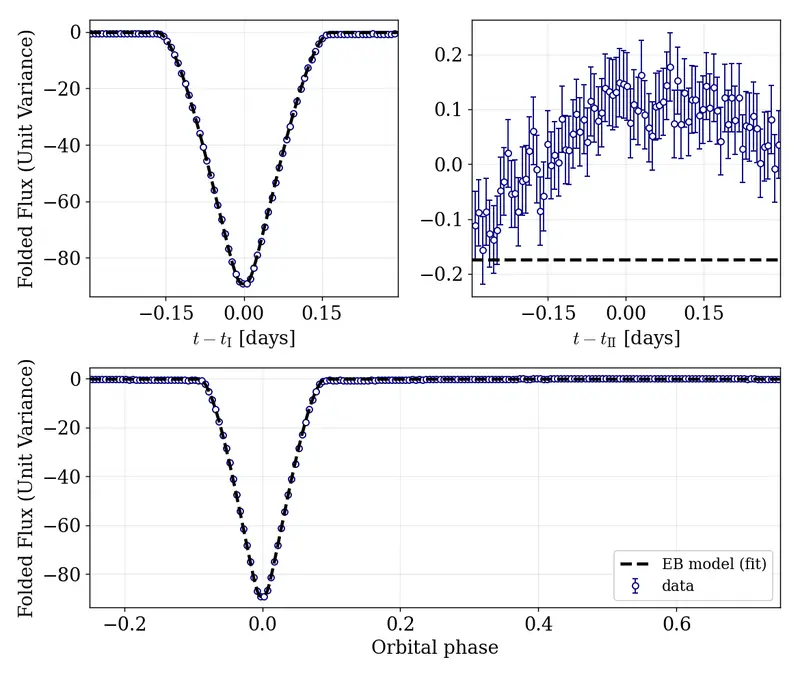 Folded Flux (Unit Variance)
0
−20
−40
−60
−80
−0.15 0.00 0.15
t − tI [days]
0.2
0.1
0.0
−0.1
−0.2
−0.15 0.00 0.15
t − tII [days]
Folded Flux (Unit Variance)
0
−20
−40
−60
−80
EB model (fit)
data
−0.2 0.0 0.2 0.4 0.6
Orbital phase